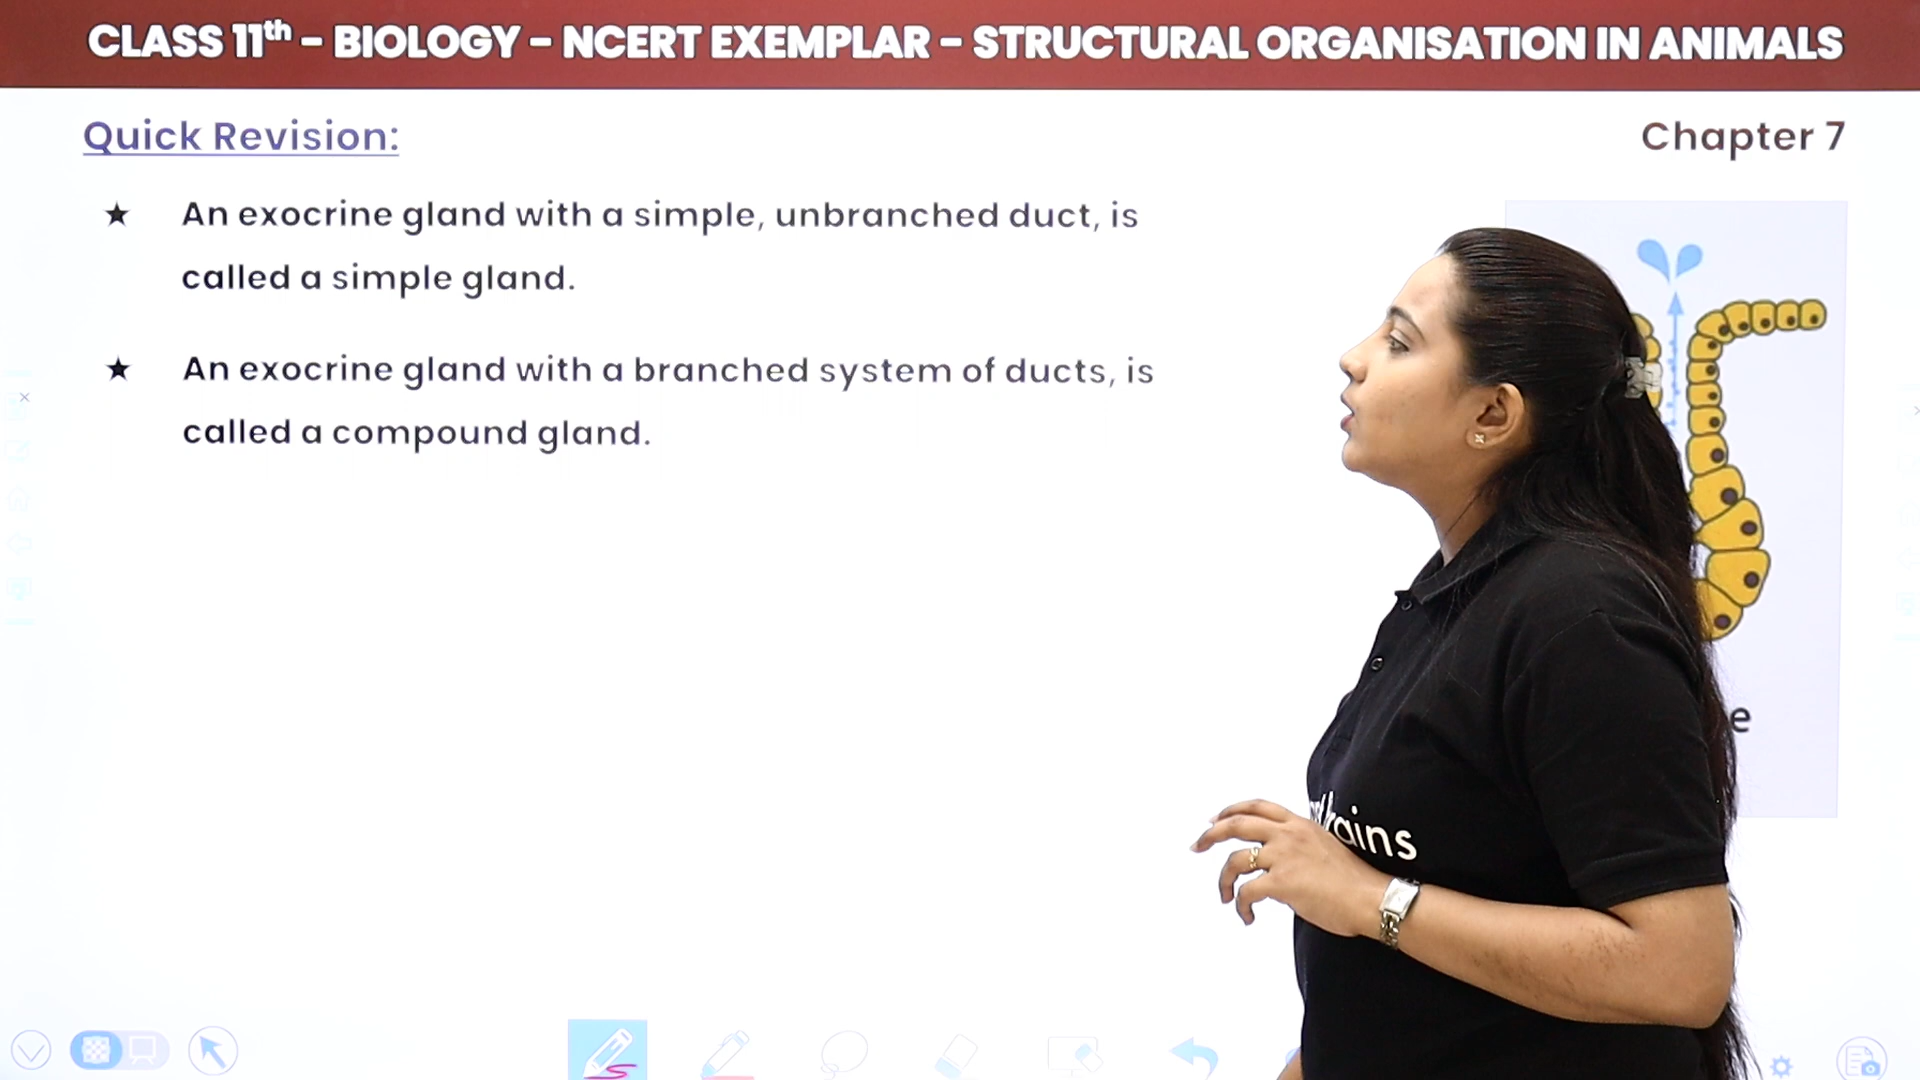 CLASS 11th - BIOLOGY - NCERT EXEMPLAR - STRUCTURAL ORGANISATION IN ANIMALS
Quick Revision:
Chapter 7
★ An exocrine gland with a simple, unbranched duct, is
called a simple gland.
★ An exocrine gland with a branched system of ducts, is
called a compound gland.